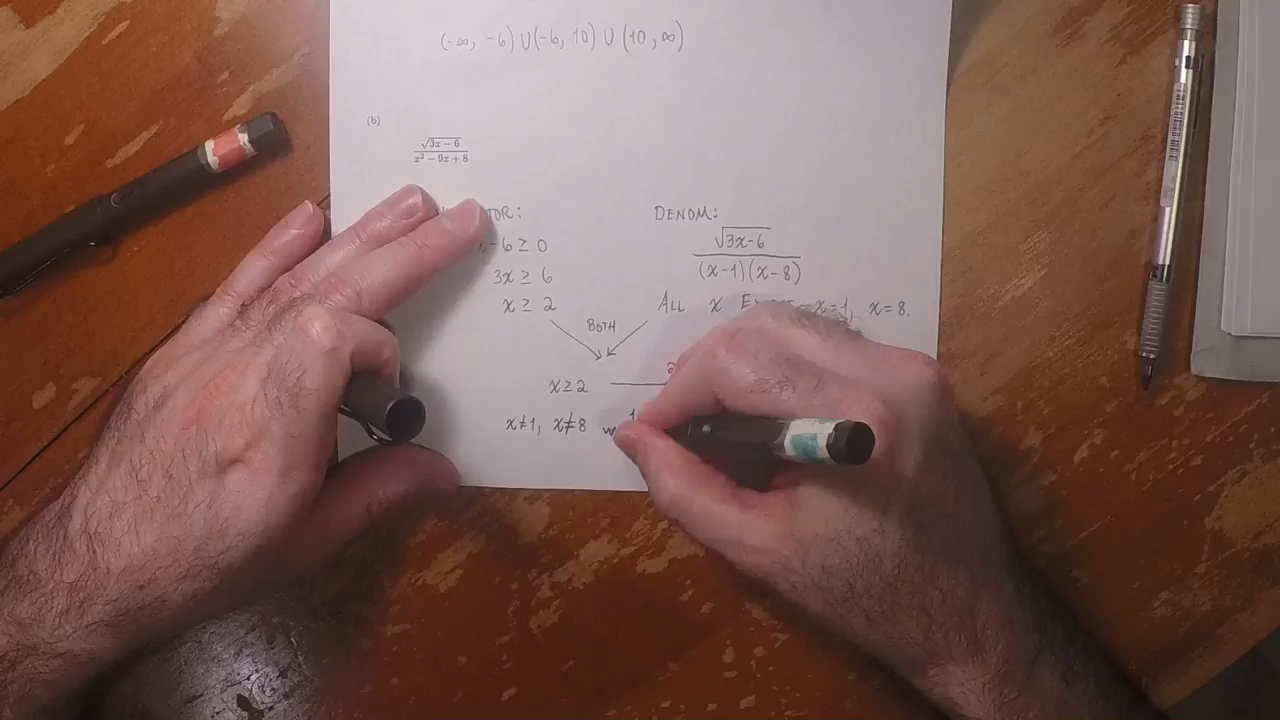 (-∞, -6) ∪ (-6, 10) ∪ (10, ∞)
(b)
√3x − 6
x² − 9x + 8
DENOM:
-6 ≥ 0
√3x-6
3x ≥ 6
(x-1)(x-8)
x ≥ 2
ALL x x=1, x=8.
BOTH
x≥2
x≠1, x≠8